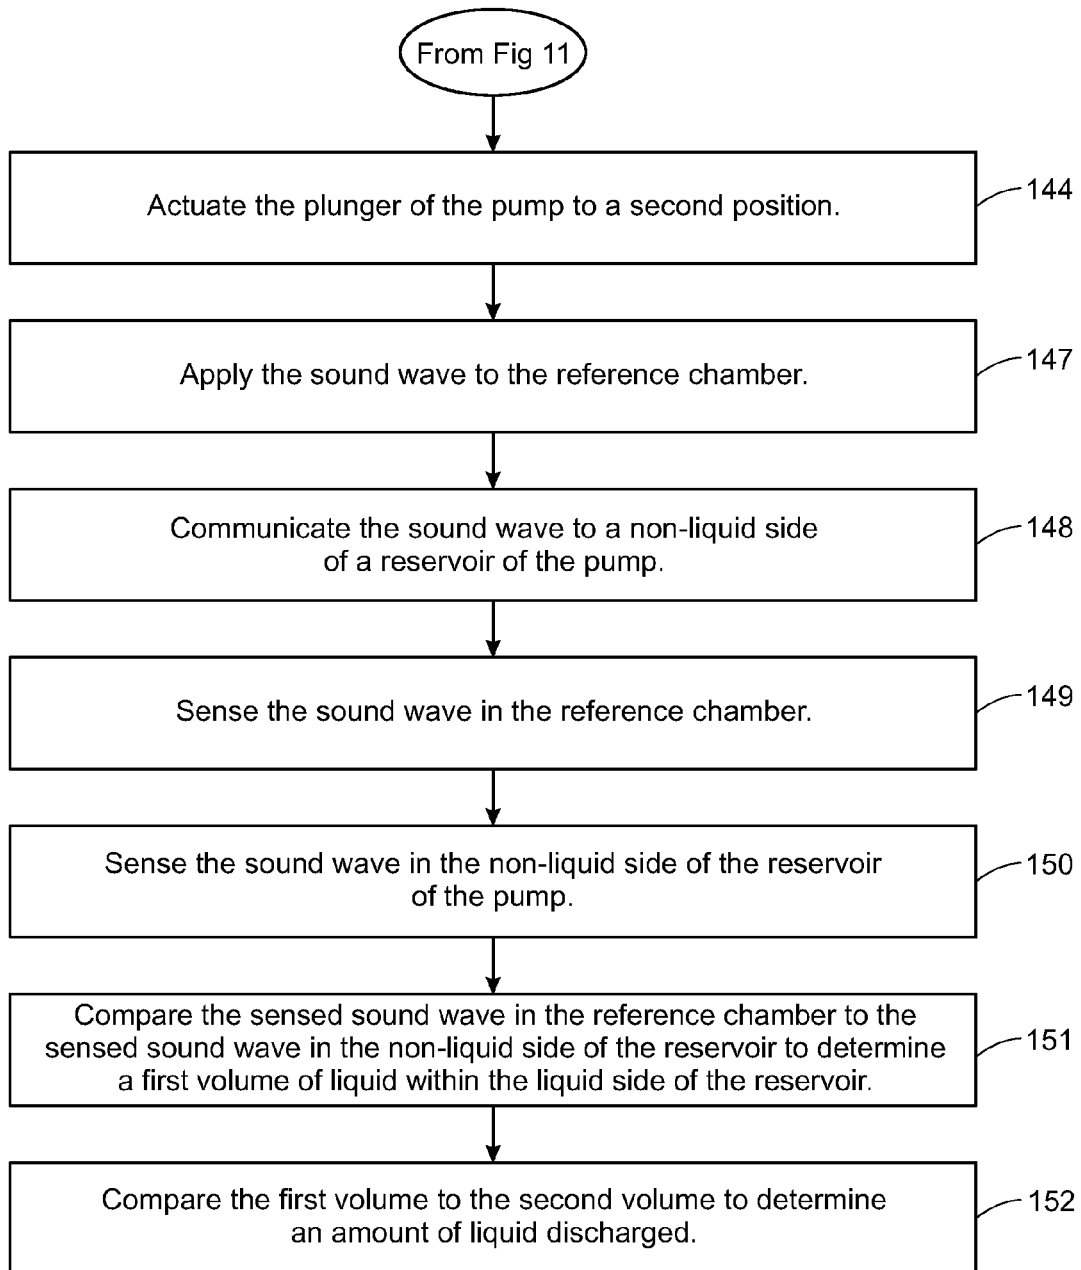 From Fig 11
Actuate the plunger of the pump to a second position.
144
Apply the sound wave to the reference chamber.
147
Communicate the sound wave to a non-liquid side
of a reservoir of the pump.
148
Sense the sound wave in the reference chamber.
149
Sense the sound wave in the non-liquid side of the reservoir
of the pump.
150
Compare the sensed sound wave in the reference chamber to the
sensed sound wave in the non-liquid side of the reservoir to determine
a first volume of liquid within the liquid side of the reservoir.
151
Compare the first volume to the second volume to determine
an amount of liquid discharged.
152